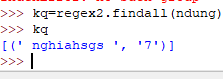 >>> kq=regex2.findall(ndung)
>>> kq
[(' nghiahsgs ', '7')]
>>>